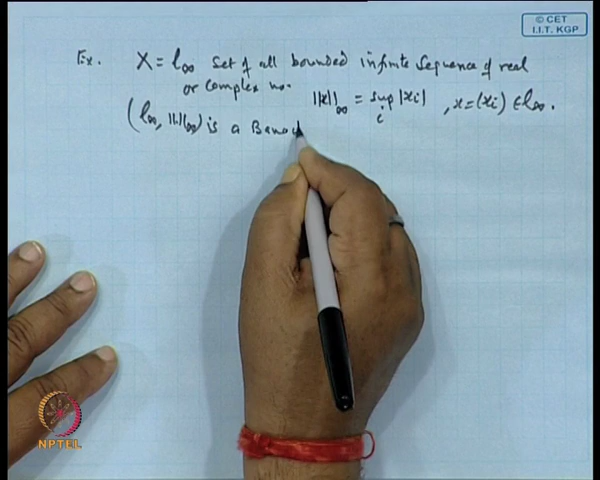 © CET
I.I.T. KGP
Ex. X = l∞ set of all bounded infinite sequence of real
or complex no.
||x||∞ = sup |xi| , x = (xi) ∈ l∞.
i
(l∞, ||.||∞) is a Banac
NPTEL